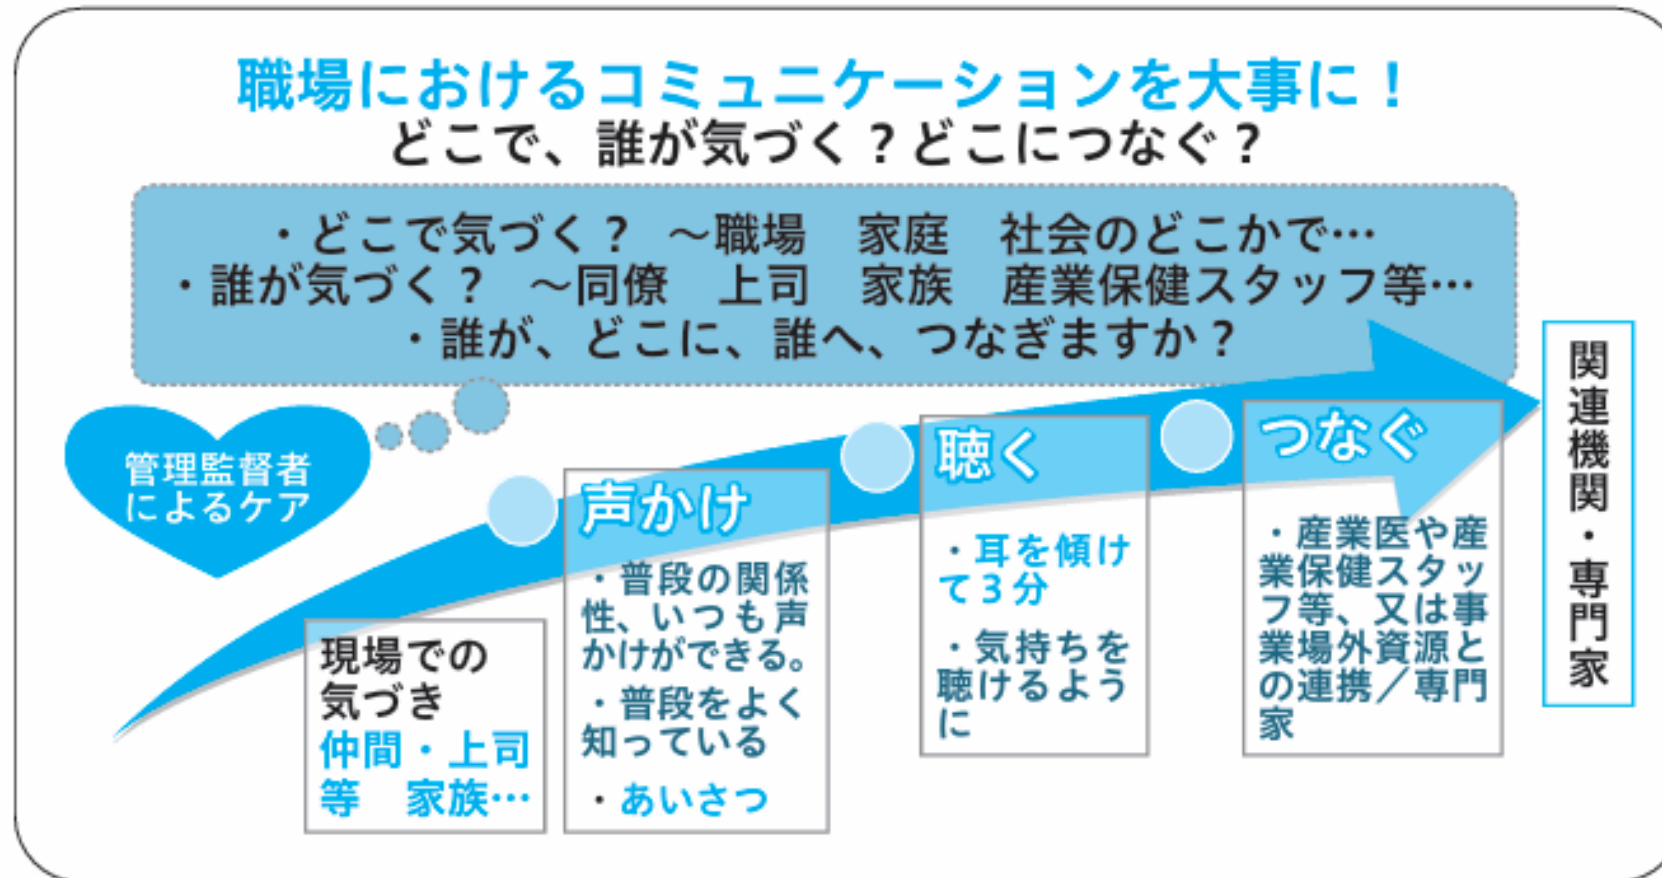 職場におけるコミュニケーションを大事に！
どこで、誰が気づく？どこにつなぐ？
・どこで気づく？　～職場　家庭　社会のどこかで…
・誰が気づく？　～同僚　上司　家族　産業保健スタッフ等…
・誰が、どこに、誰へ、つなぎますか？
管理監督者
によるケア
現場での
気づき
仲間・上司
等　家族…
声かけ
・普段の関係
性、いつも声
かけができる。
・普段をよく
知っている
・あいさつ
聴く
・耳を傾け
て３分
・気持ちを
聴けるよう
に
つなぐ
・産業医や産
業保健スタッ
フ等、又は事
業場外資源と
の連携／専門
家
関連機関・専門家